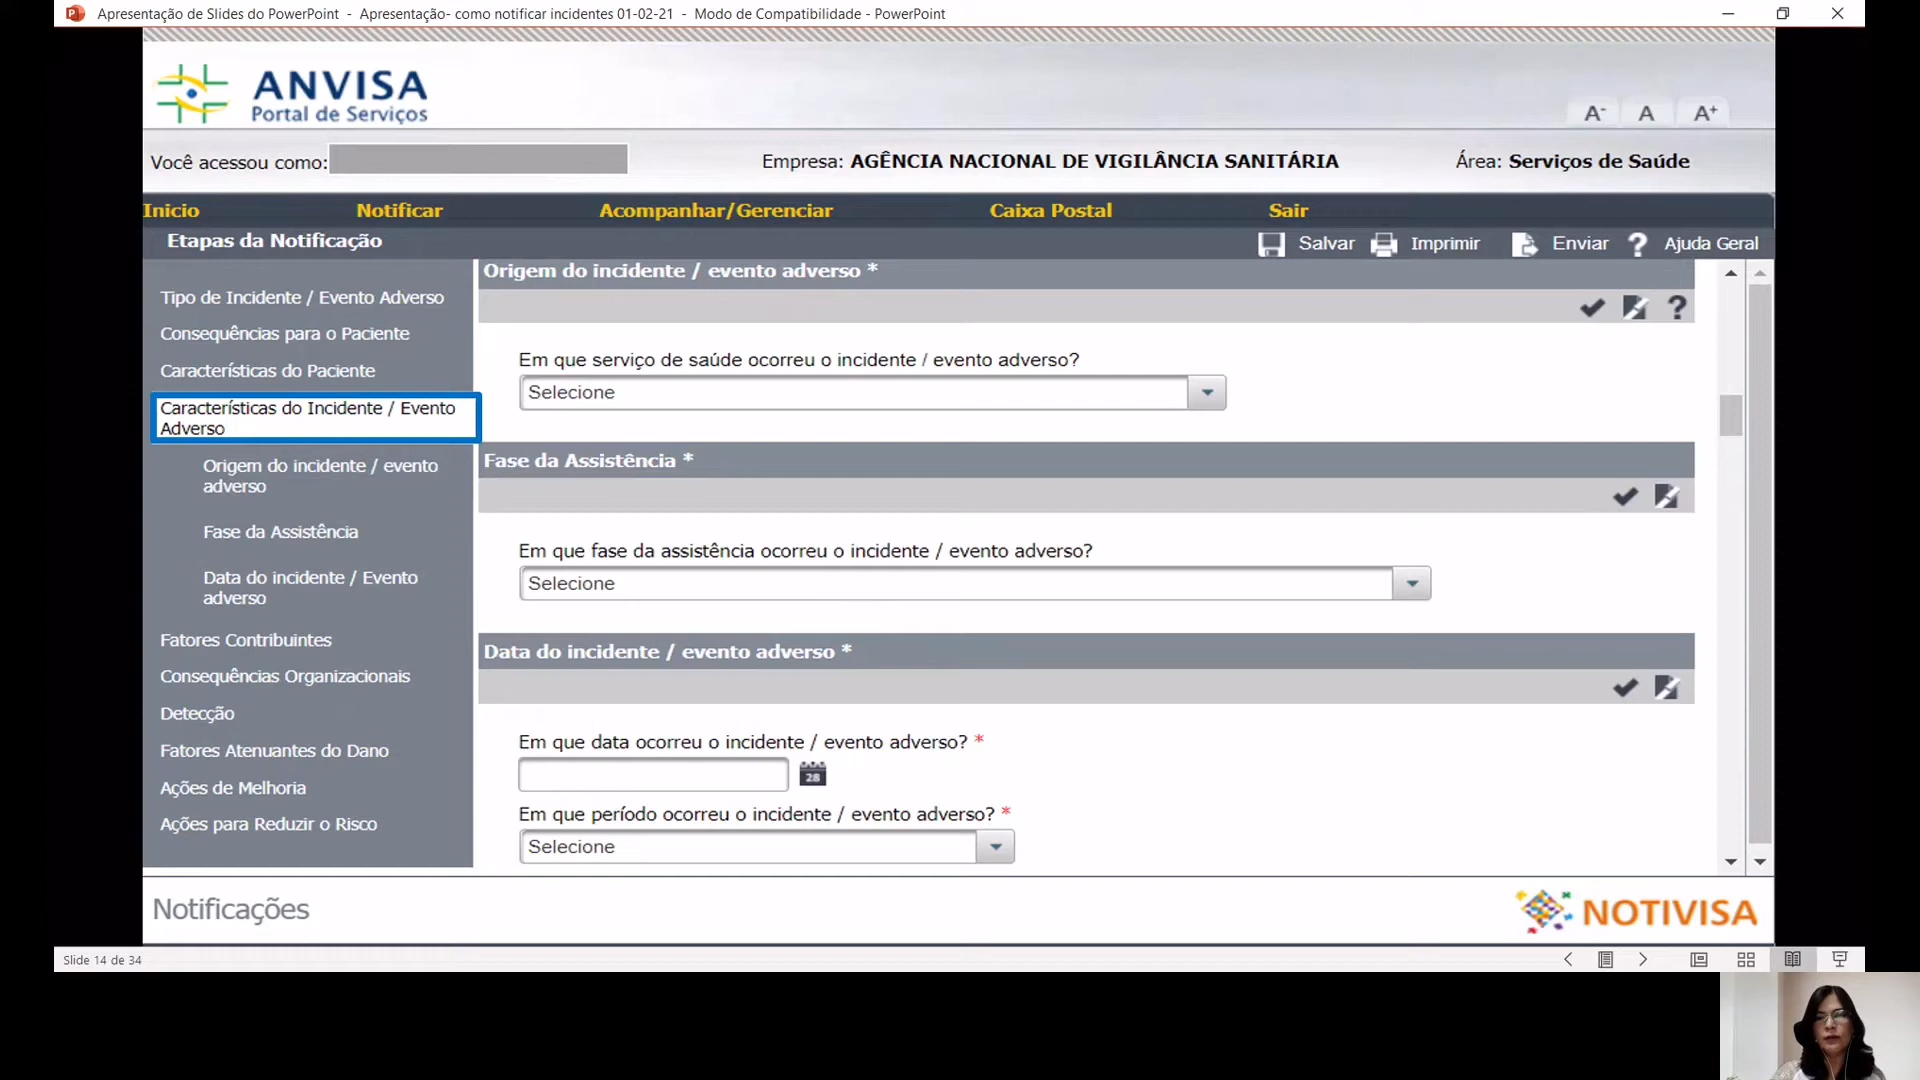 Apresentação de Slides do PowerPoint - Apresentação- como notificar incidentes 01-02-21 - Modo de Compatibilidade - PowerPoint
ANVISA
Portal de Serviços
A- A A+
Você acessou como:
Empresa: AGÊNCIA NACIONAL DE VIGILÂNCIA SANITÁRIA
Área: Serviços de Saúde
Inicio Notificar Acompanhar/Gerenciar Caixa Postal Sair
Etapas da Notificação
Salvar Imprimir Enviar ? Ajuda Geral
Tipo de Incidente / Evento Adverso
Consequências para o Paciente
Características do Paciente
Características do Incidente / Evento
Adverso
Origem do incidente / evento
adverso
Fase da Assistência
Data do incidente / Evento
adverso
Fatores Contribuintes
Consequências Organizacionais
Detecção
Fatores Atenuantes do Dano
Ações de Melhoria
Ações para Reduzir o Risco
Origem do incidente / evento adverso *
?
Em que serviço de saúde ocorreu o incidente / evento adverso?
Selecione
Fase da Assistência *
Em que fase da assistência ocorreu o incidente / evento adverso?
Selecione
Data do incidente / evento adverso *
Em que data ocorreu o incidente / evento adverso? *
28
Em que período ocorreu o incidente / evento adverso? *
Selecione
Notificações
NOTIVISA
Slide 14 de 34